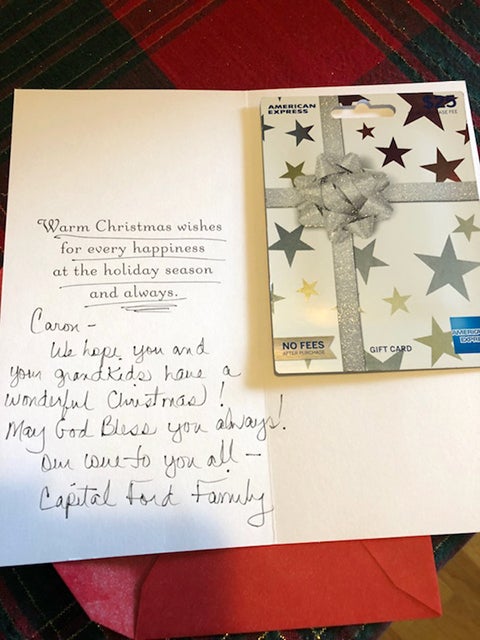 Warm Christmas wishes
for every happiness
at the holiday season
and always.
Caron -
We hope you and
your grandkids have a
wonderful Christmas!
May God Bless you always!
Our love to you all -
Capital Ford Family
AMERICAN
EXPRESS
$25
NO FEES
AFTER PURCHASE
GIFT CARD